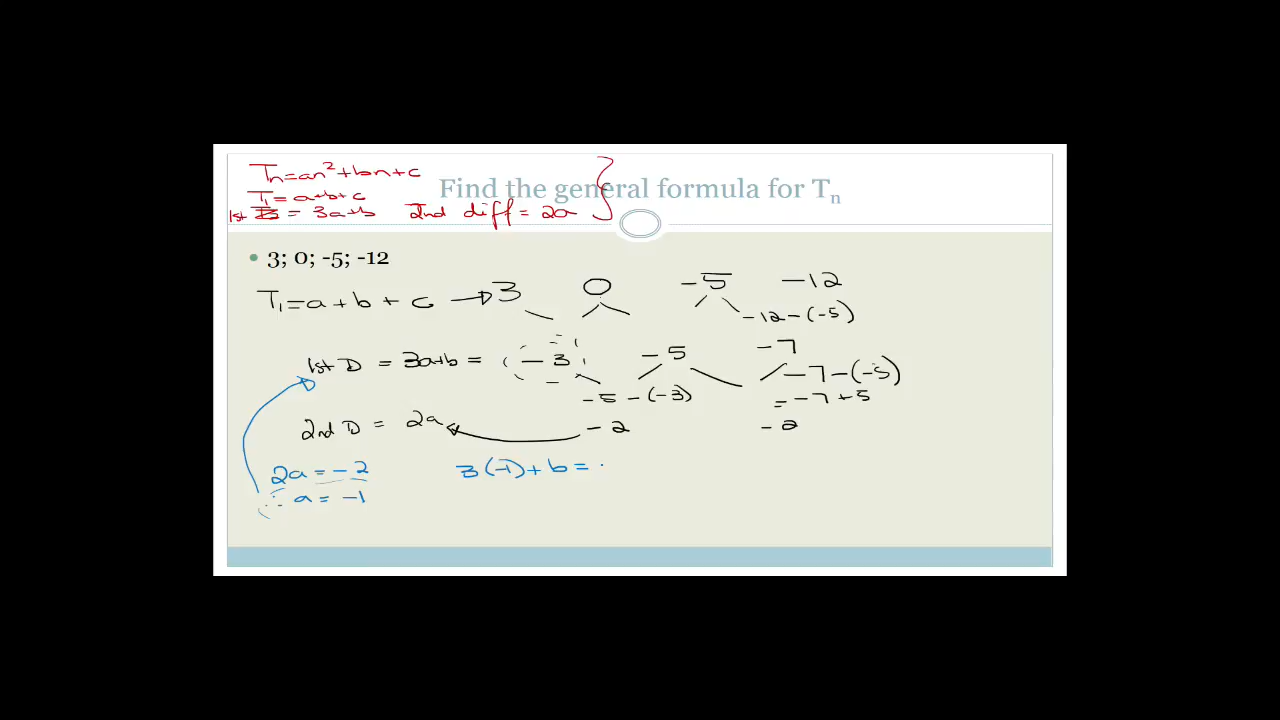 Tn=an²+bn+c
Find the general formula for Tn
T1=a+b+c
1st D = 3a+b 2nd diff = 2a
• 3; 0; -5; -12
T1=a+b+c → 3 0 -5 -12
-12-(-5)
1st D = 3a+b = -3 -5 -7
-7-(-5)
-5-(-3) =-7+5
2nd D = 2a -2 -2
2a = -2 3(-1)+b=
∴ a = -1